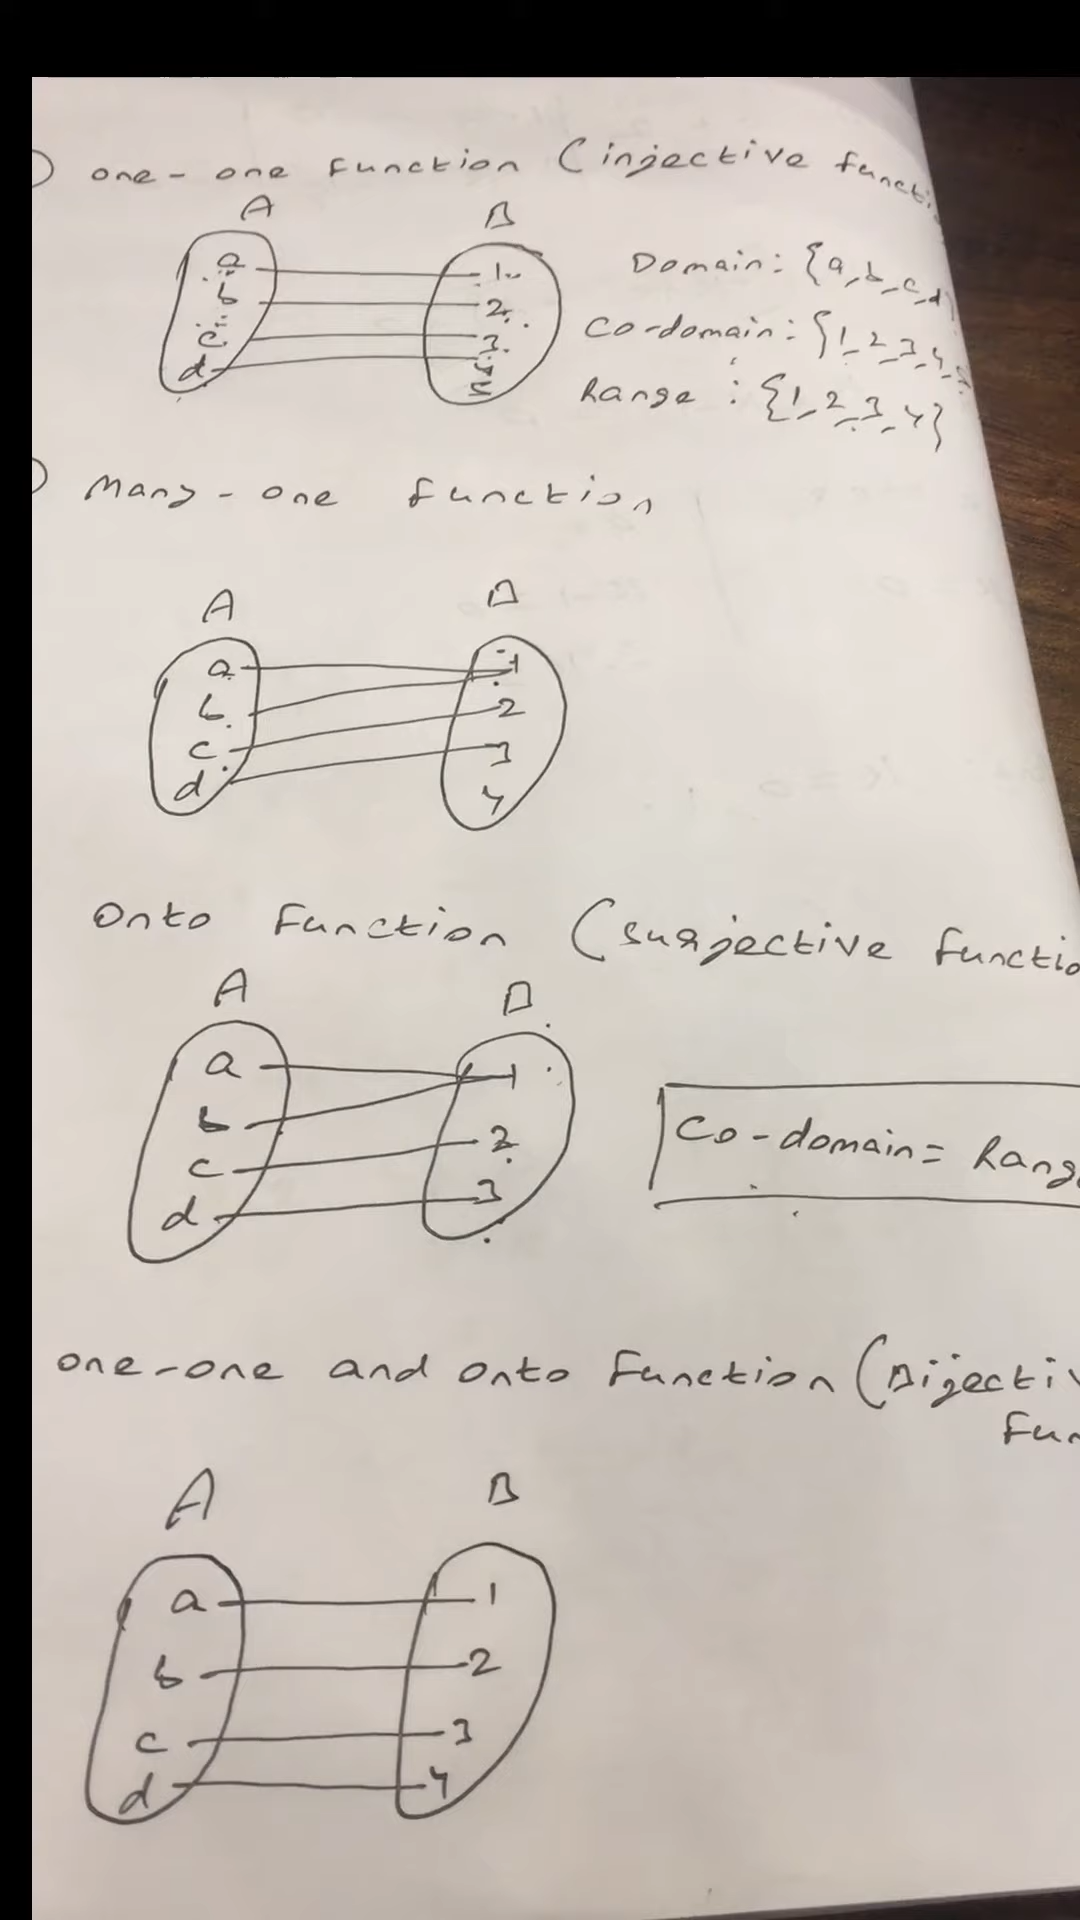 one-one Function (injective
A B
a 1
b 2
c 3
d 4
5
Domain: {a, b, c, d}
Co-domain: {1, 2, 3, 4,
Range : {1, 2, 3, 4}
Many-one function
A B
a 1
b 2
c 3
d 4
Onto Function (surjective
A B
a 1
b 2
c 3
d
Co-domain =
one-one and onto Function
A B
a 1
b 2
c 3
d 4